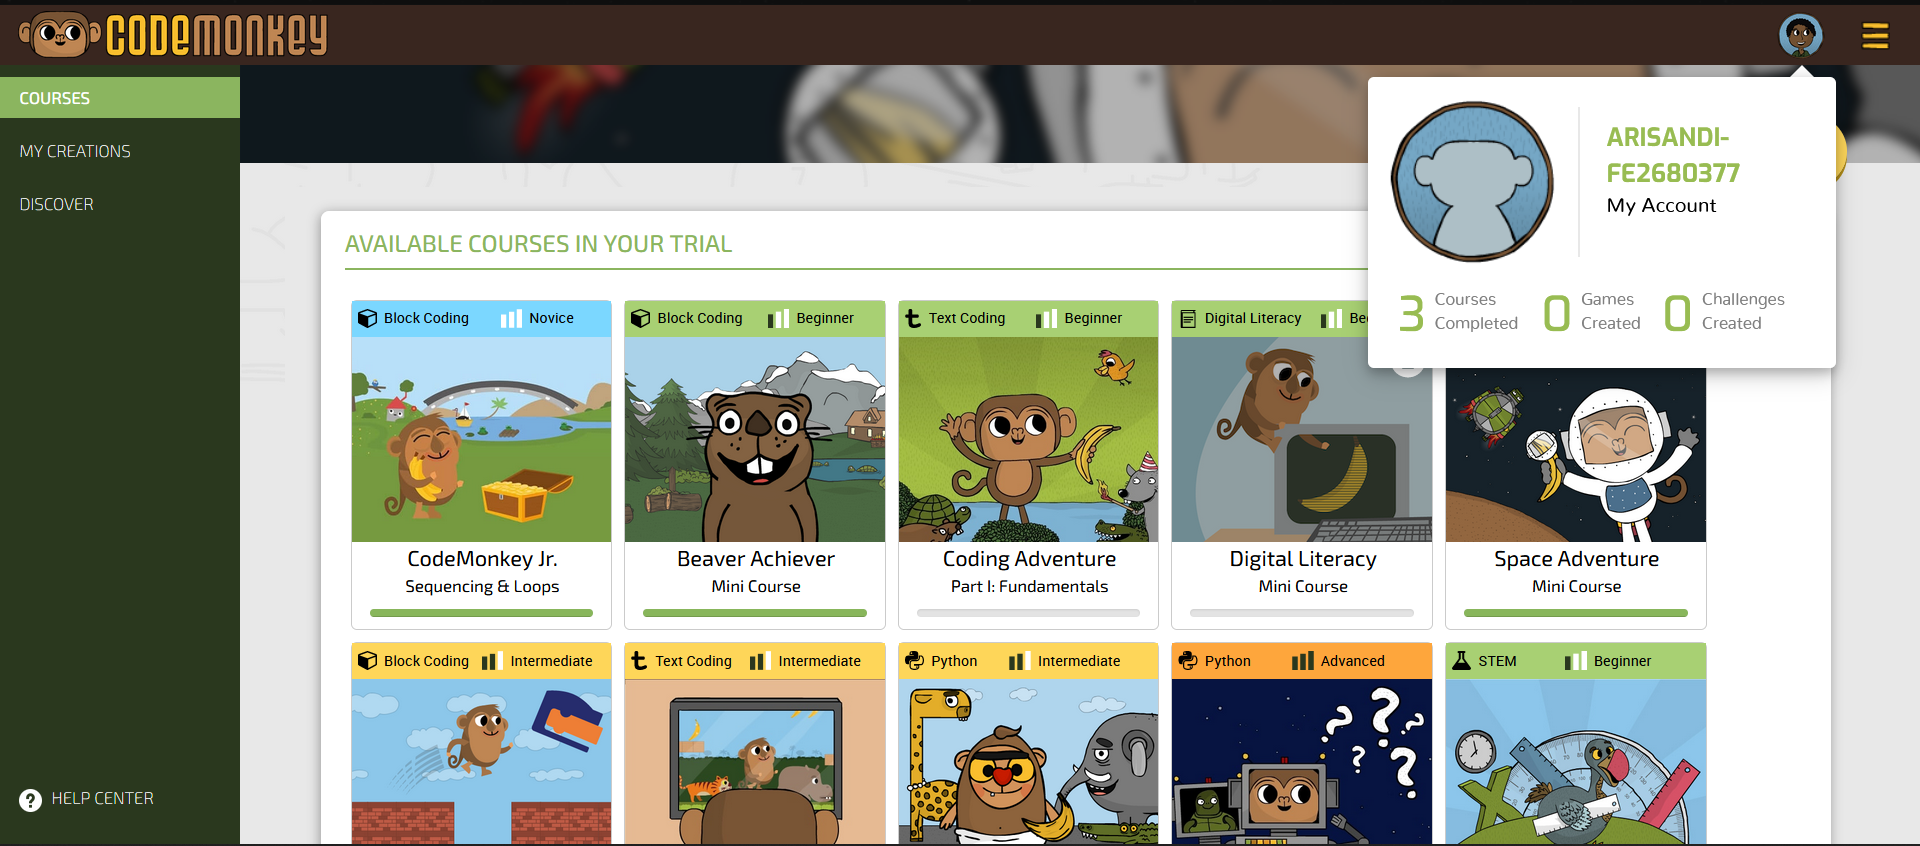 CODEMONKEY
COURSES
MY CREATIONS
DISCOVER
HELP CENTER
ARISANDI-
FE2680377
My Account
3 Courses Completed
0 Games Created
0 Challenges Created
AVAILABLE COURSES IN YOUR TRIAL
Block Coding Novice
CodeMonkey Jr.
Sequencing & Loops
Block Coding Beginner
Beaver Achiever
Mini Course
Text Coding Beginner
Coding Adventure
Part I: Fundamentals
Digital Literacy Be
Digital Literacy
Mini Course
Space Adventure
Mini Course
Block Coding Intermediate
Text Coding Intermediate
Python Intermediate
Python Advanced
STEM Beginner